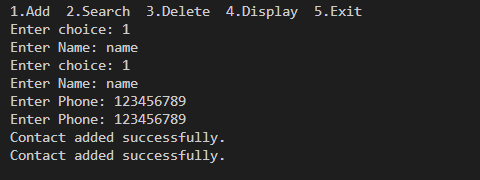 1.Add  2.Search  3.Delete  4.Display  5.Exit
Enter choice: 1
Enter Name: name
Enter choice: 1
Enter Name: name
Enter Phone: 123456789
Enter Phone: 123456789
Contact added successfully.
Contact added successfully.